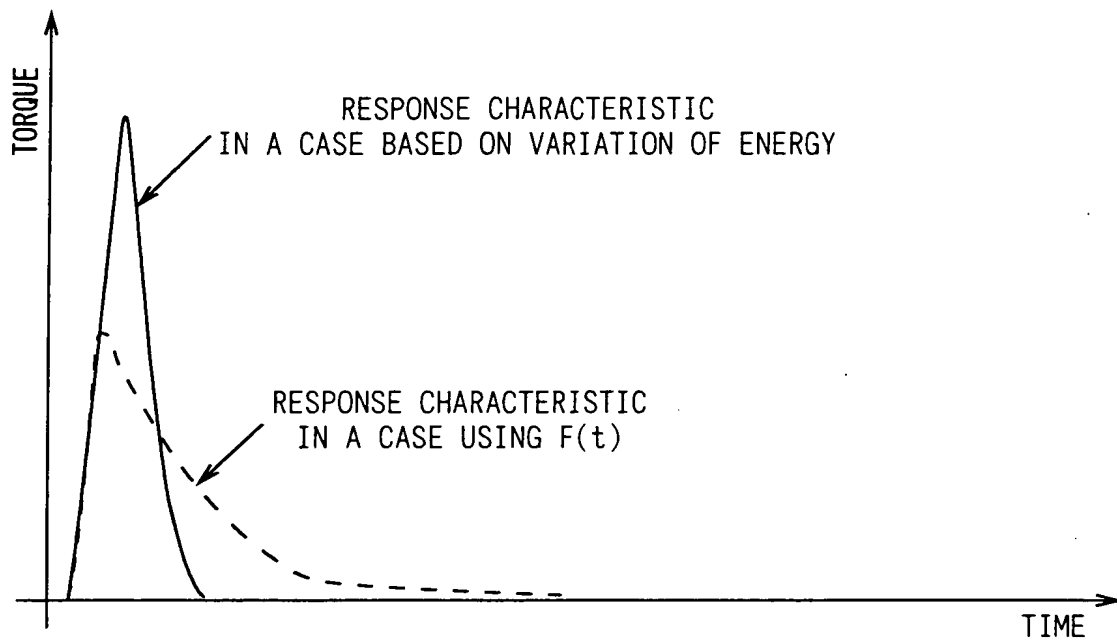 TORQUE
RESPONSE CHARACTERISTIC
IN A CASE BASED ON VARIATION OF ENERGY
RESPONSE CHARACTERISTIC
IN A CASE USING F(t)
TIME